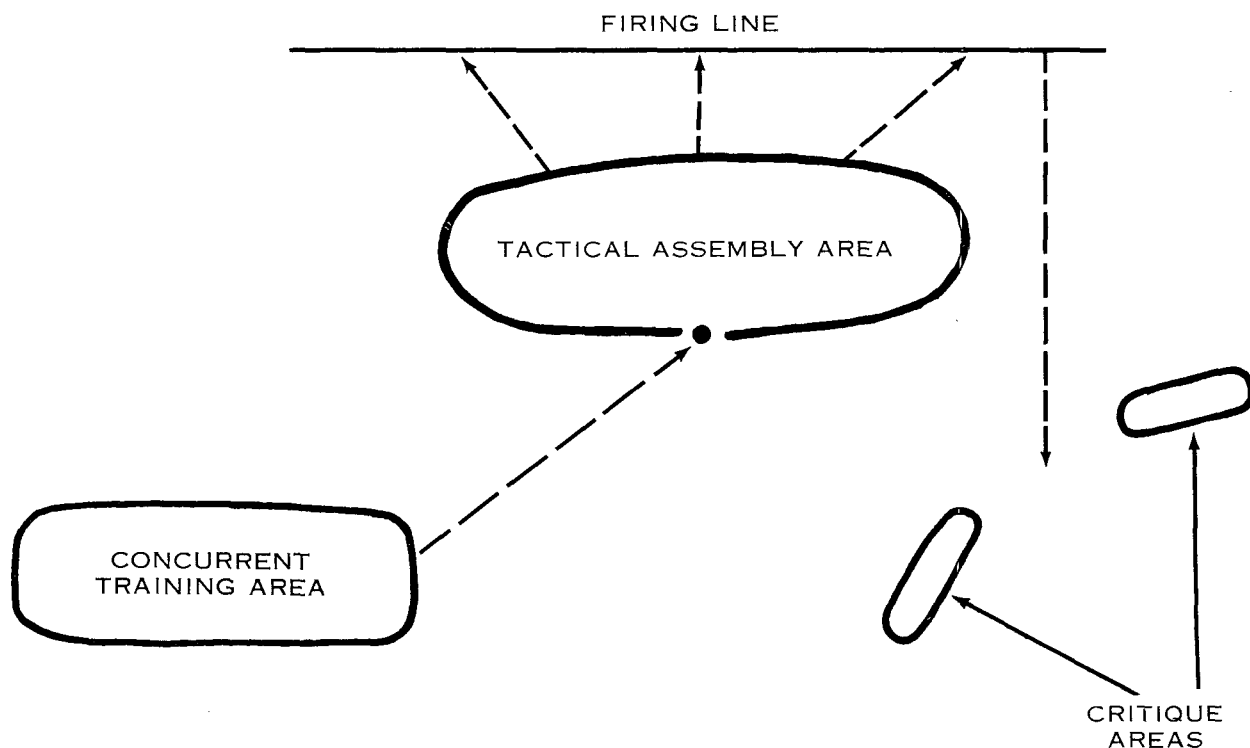 FIRING LINE
TACTICAL ASSEMBLY AREA
CONCURRENT
TRAINING AREA
CRITIQUE
AREAS